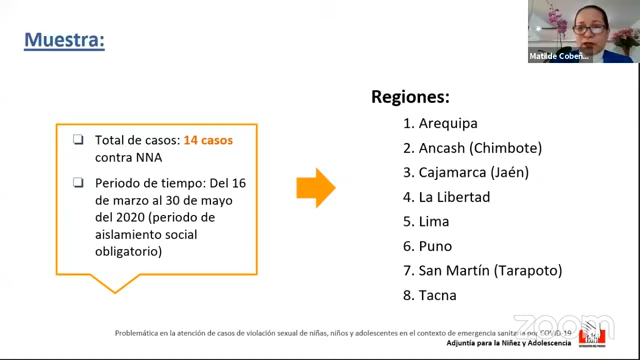 Muestra:
Matilde Cobeñ...
Regiones:
❑ Total de casos: 14 casos
contra NNA
❑ Periodo de tiempo: Del 16
de marzo al 30 de mayo
del 2020 (periodo de
aislamiento social
obligatorio)
1. Arequipa
2. Ancash (Chimbote)
3. Cajamarca (Jaén)
4. La Libertad
5. Lima
6. Puno
7. San Martín (Tarapoto)
8. Tacna
zoom
Problemática en la atención de casos de violación sexual de niñas, niños y adolescentes en el contexto de emergencia sanitaria por COVID-19
Adjuntía para la Niñez y Adolescencia